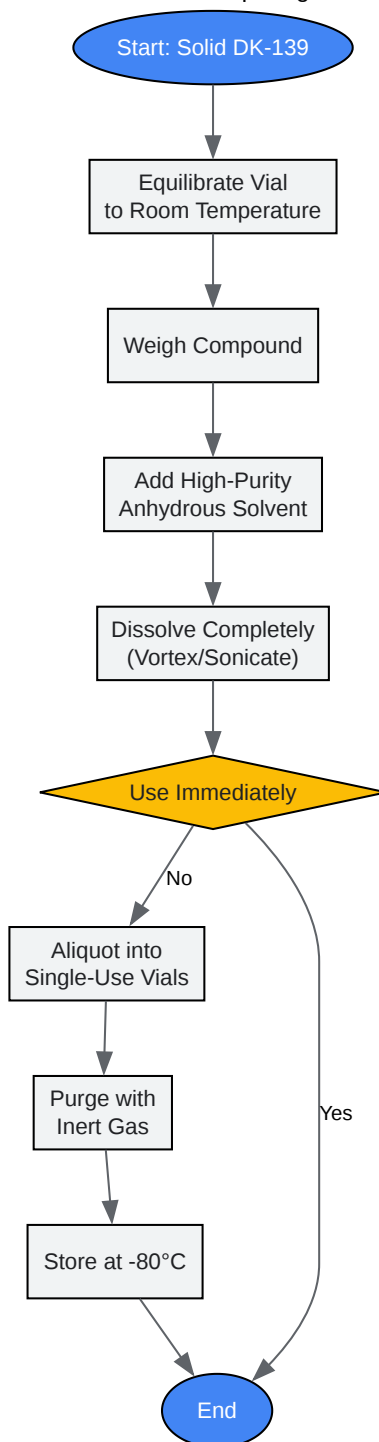 Start: Solid DK-139
Equilibrate Vial
to Room Temperature
Weigh Compound
Add High-Purity
Anhydrous Solvent
Dissolve Completely
(Vortex/Sonicate)
Use Immediately
No
Aliquot into
Single-Use Vials
Purge with
Inert Gas
Yes
Store at -80°C
End